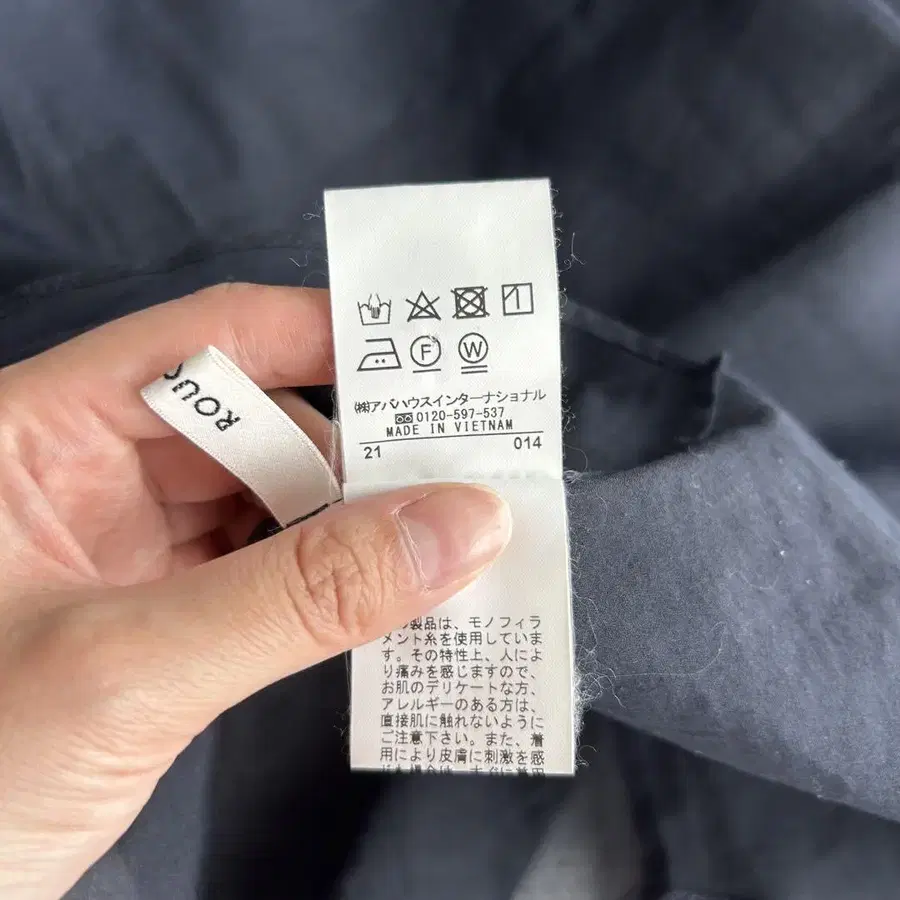 ROU
F
W
㈱アバハウスインターナショナル
0120-597-537
MADE IN VIETNAM
21 014
製品は、モノフィラ
メント糸を使用していま
す。その特性上、人によ
り痛みを感じますので、
お肌のデリケートな方、
アレルギーのある方は、
直接肌に触れないように
ご注意下さい。また、着
用により皮膚に刺激を感